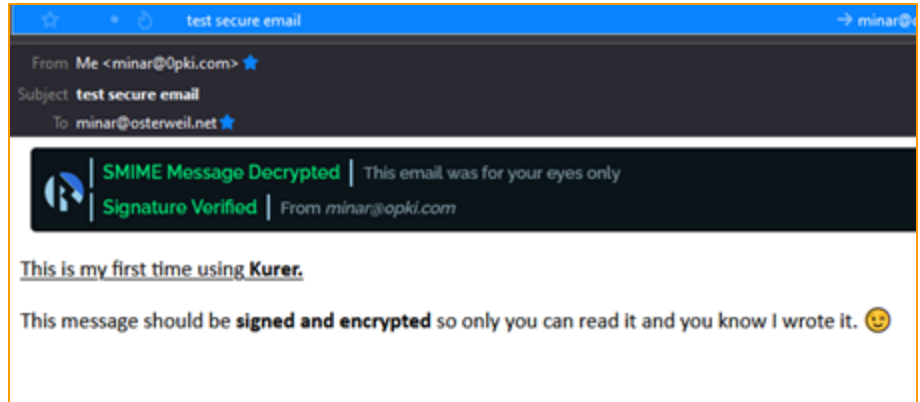 test secure email → minar@
From Me <minar@0pki.com>
Subject test secure email
To minar@osterweil.net
SMIME Message Decrypted | This email was for your eyes only
Signature Verified | From minar@opki.com
This is my first time using Kurer.
This message should be signed and encrypted so only you can read it and you know I wrote it. 😉